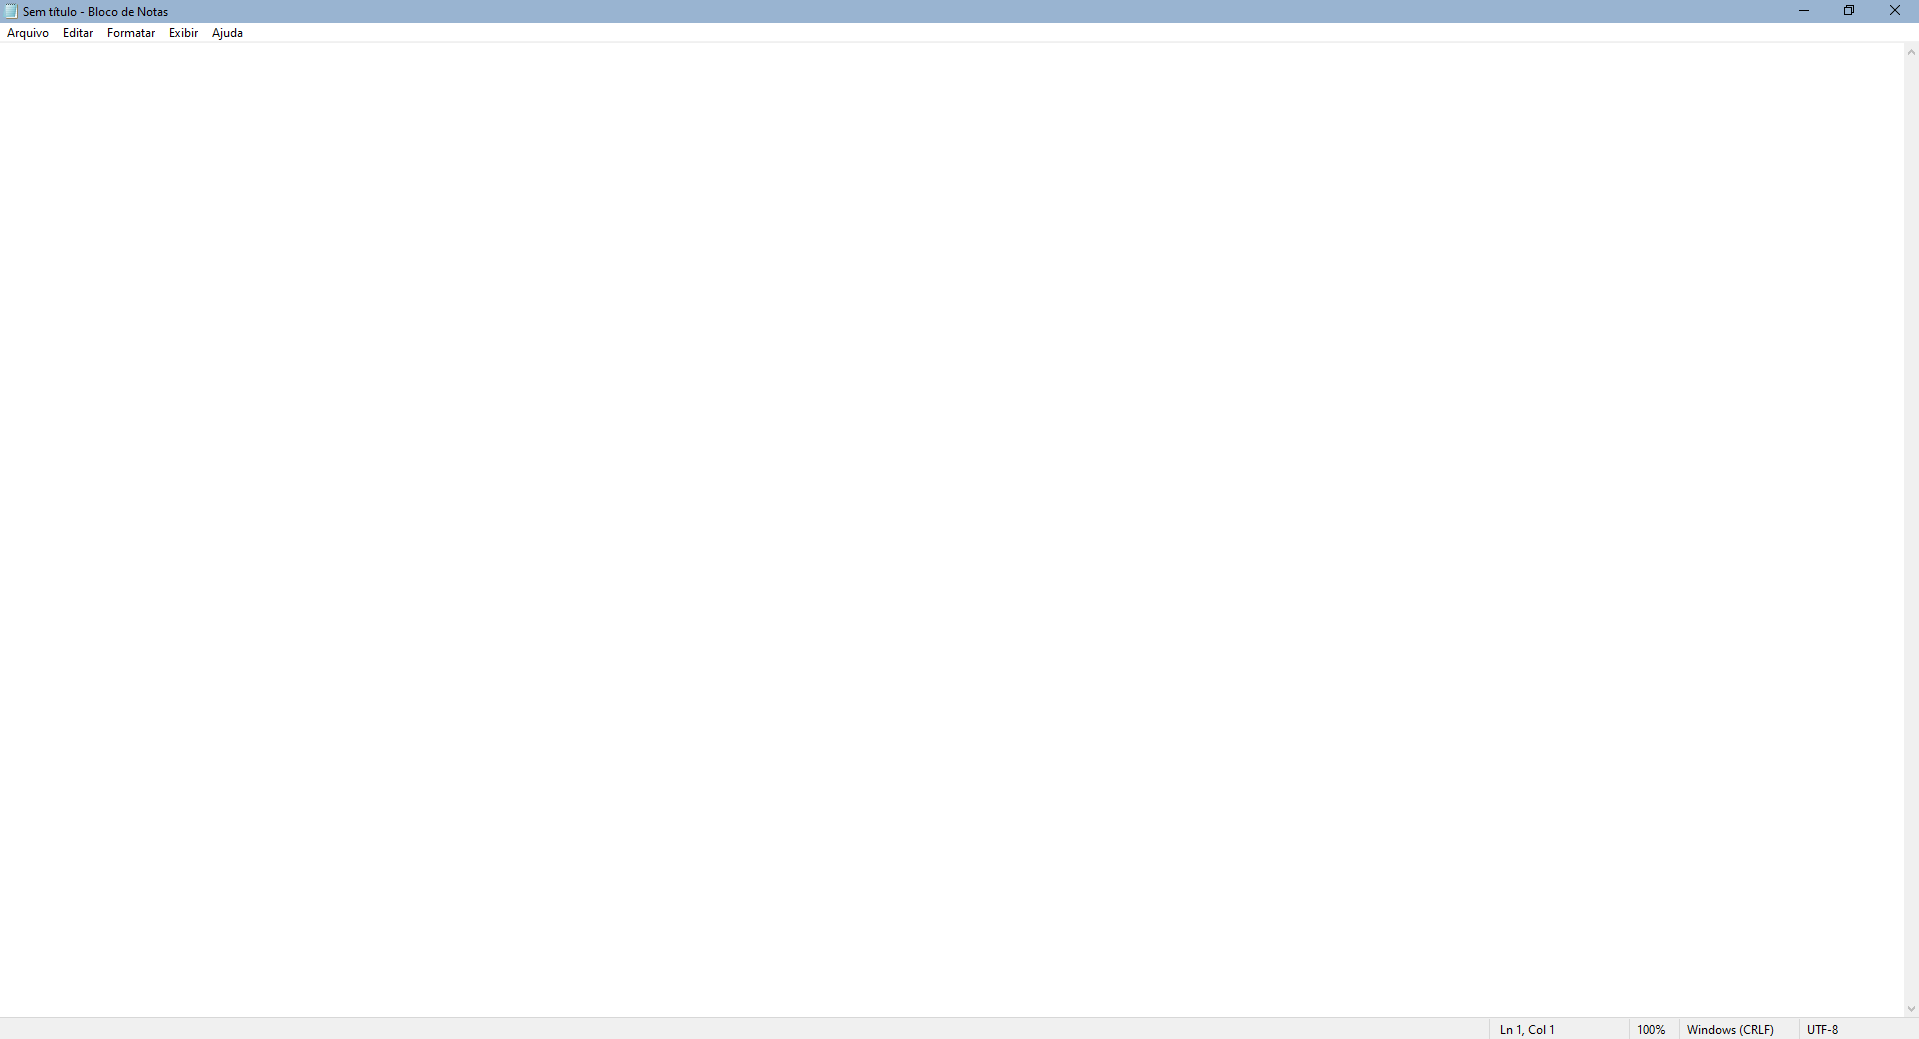 Sem título - Bloco de Notas
Arquivo Editar Formatar Exibir Ajuda
Ln 1, Col 1 100% Windows (CRLF) UTF-8